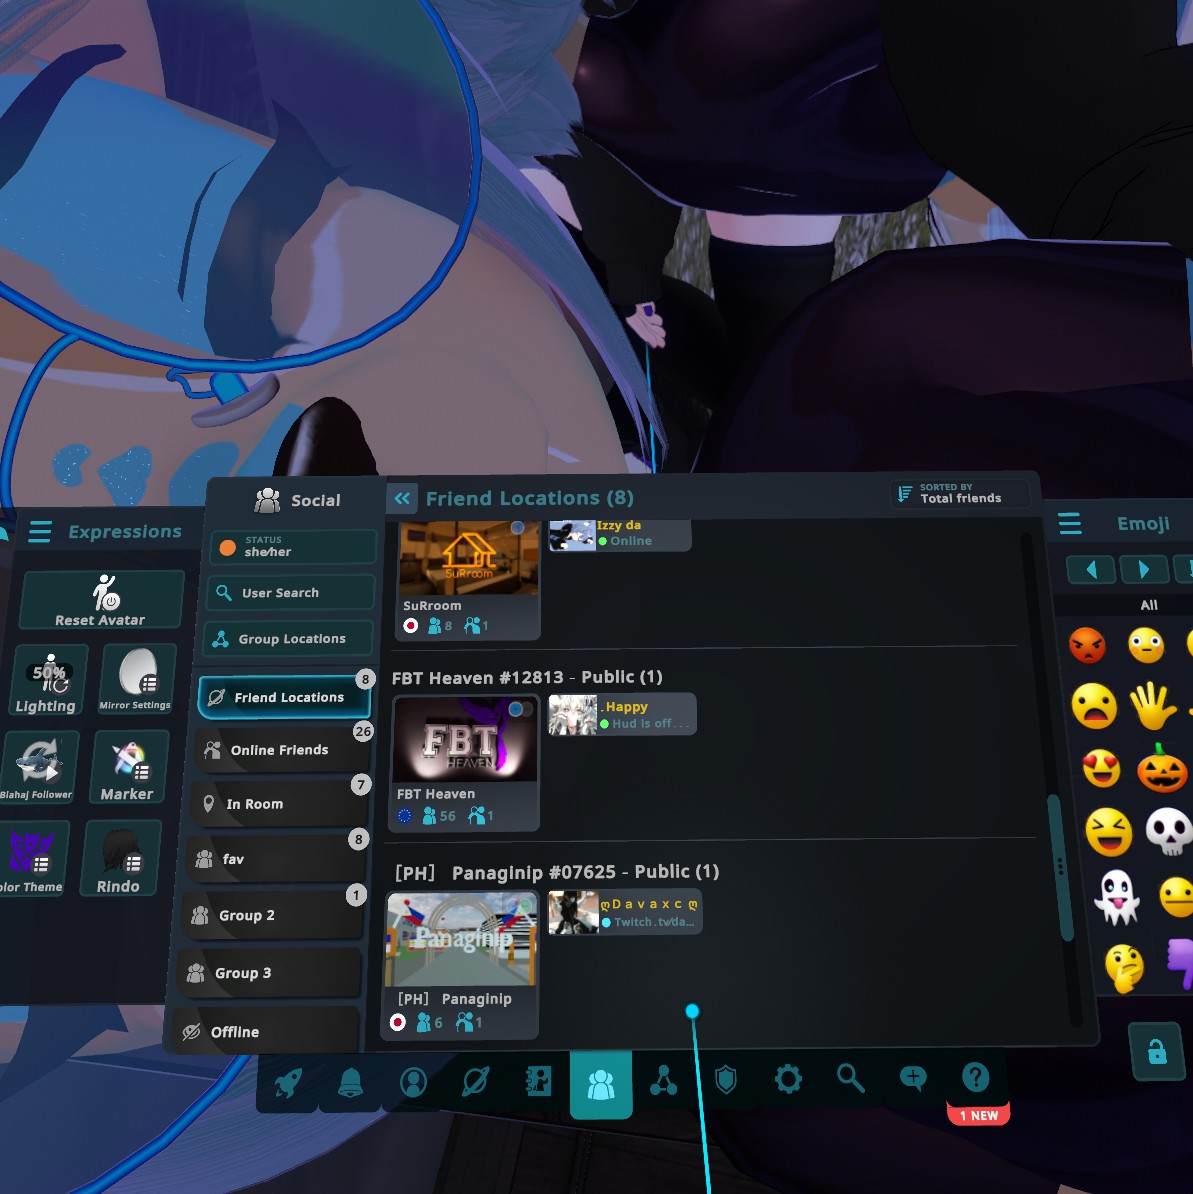 Expressions
Reset Avatar
50%
Lighting
Mirror Settings
Blahaj Follower
Marker
olor Theme
Rindo
Social
STATUS
she/her
User Search
Group Locations
Friend Locations
8
Online Friends
26
In Room
7
fav
8
Group 2
1
Group 3
Offline
Friend Locations (8)
SORTED BY
Total friends
SuRroom
Izzy da
Online
SuRroom
8
1
FBT Heaven #12813 - Public (1)
FBT
HEAVEN
.Happy
Hud is off...
FBT Heaven
56
1
[PH] Panaginip #07625 - Public (1)
Panaginip
ღD a v a x c ღ
Twitch.tv/da...
[PH] Panaginip
6
1
Emoji
All
1 NEW